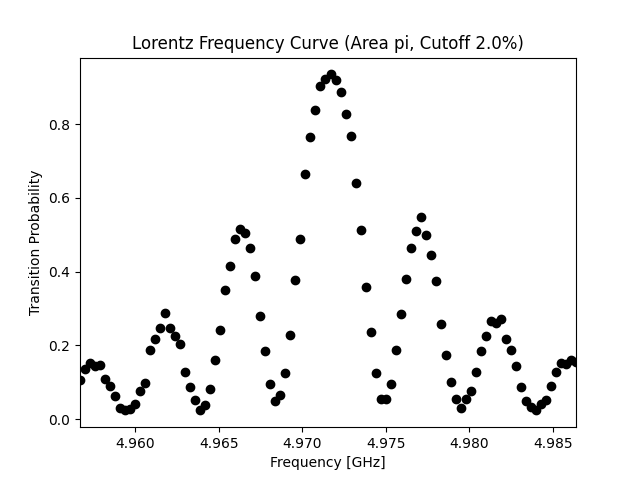 Lorentz Frequency Curve (Area pi, Cutoff 2.0%)
Transition Probability
0.8
0.6
0.4
0.2
0.0
4.960 4.965 4.970 4.975 4.980 4.985
Frequency [GHz]